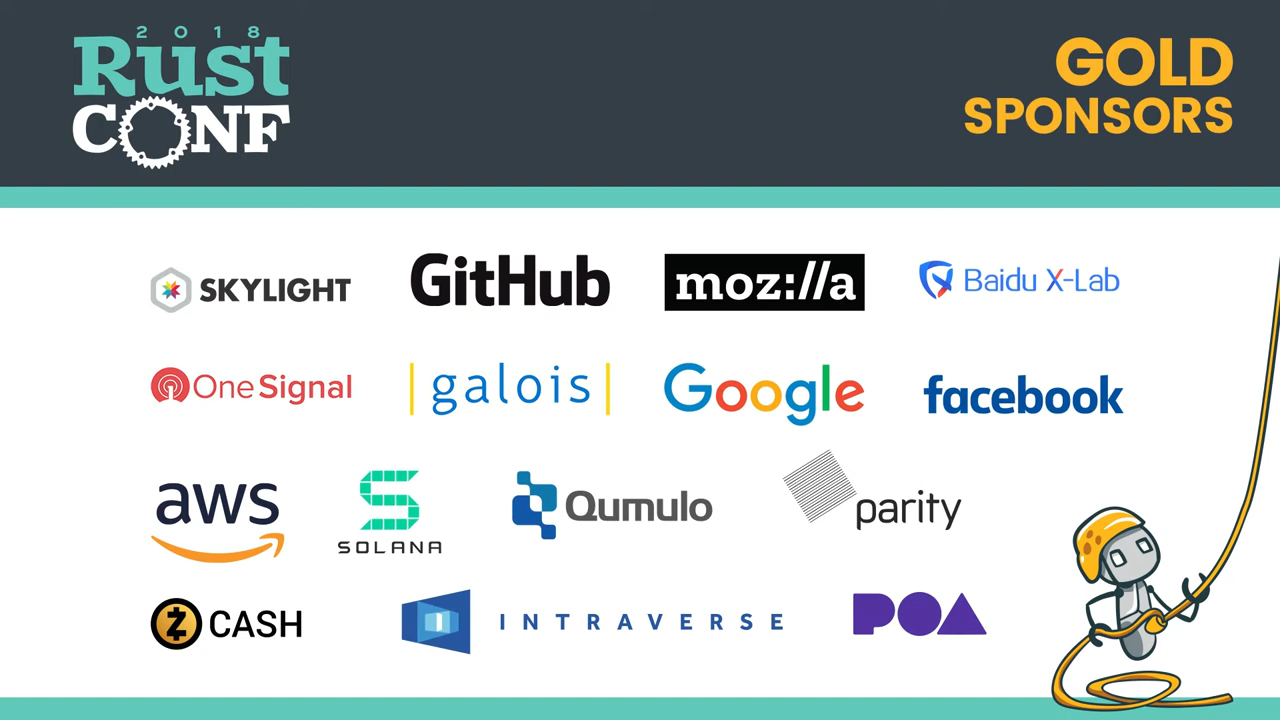 2018
Rust
CONF
GOLD
SPONSORS
SKYLIGHT
GitHub
moz://a
Baidu X-Lab
OneSignal
|galois|
Google
facebook
aws
SOLANA
Qumulo
parity
CASH
INTRAVERSE
POA